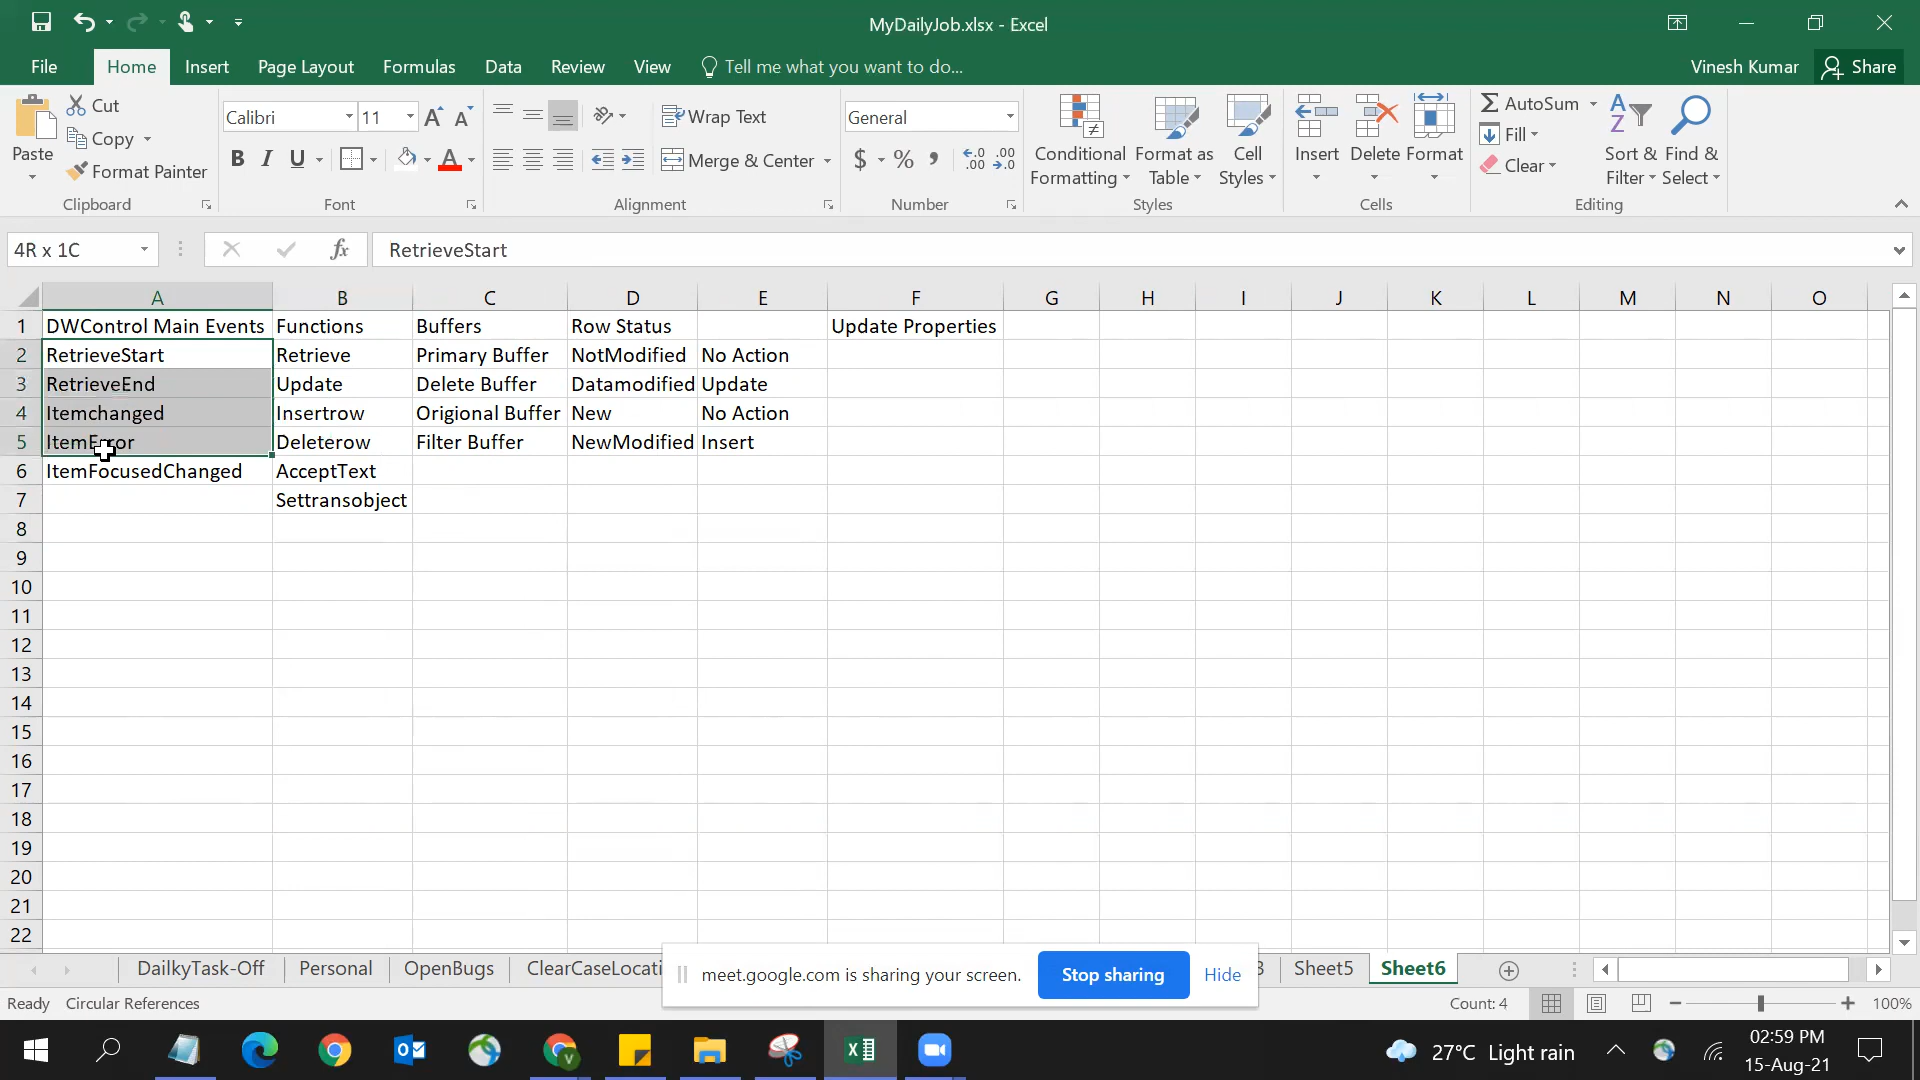 MyDailyJob.xlsx - Excel
File Home Insert Page Layout Formulas Data Review View Tell me what you want to do... Vinesh Kumar Share
Paste
Cut
Copy
Format Painter
Clipboard
Calibri 11
B I U
Font
Wrap Text
Merge & Center
Alignment
General
$ % ,
Number
Conditional Formatting
Format as Table
Cell Styles
Styles
Insert Delete Format
Cells
AutoSum
Fill
Clear
Sort & Filter
Find & Select
Editing
4R x 1C fx RetrieveStart
A B C D E F G H I J K L M N O
1 DWControl Main Events Functions Buffers Row Status Update Properties
2 RetrieveStart Retrieve Primary Buffer NotModified No Action
3 RetrieveEnd Update Delete Buffer Datamodified Update
4 Itemchanged Insertrow Origional Buffer New No Action
5 ItemError Deleterow Filter Buffer NewModified Insert
6 ItemFocusedChanged AcceptText
7 Settransobject
8
9
10
11
12
13
14
15
16
17
18
19
20
21
22
DailkyTask-Off Personal OpenBugs ClearCaseLocati 3 Sheet5 Sheet6
meet.google.com is sharing your screen. Stop sharing Hide
Ready Circular References Count: 4 100%
27°C Light rain 02:59 PM
15-Aug-21